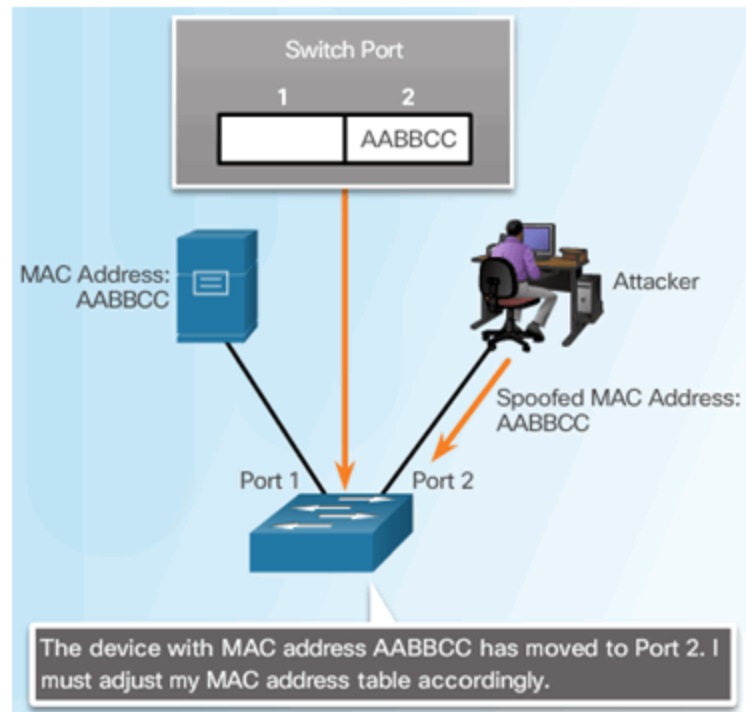 Switch Port
1 2
AABBCC
MAC Address:
AABBCC
Attacker
Spoofed MAC Address:
AABBCC
Port 1
Port 2
The device with MAC address AABBCC has moved to Port 2. I
must adjust my MAC address table accordingly.